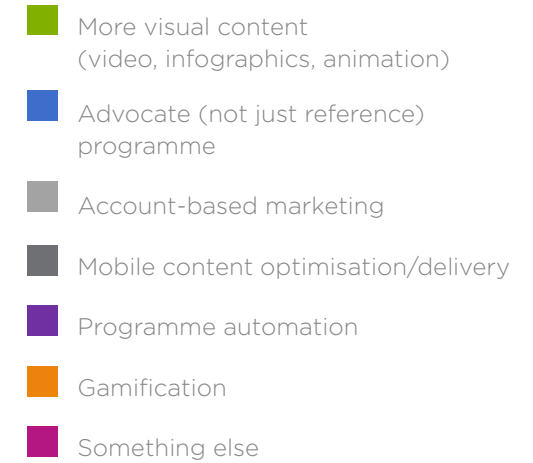 More visual content
(video, infographics, animation)
Advocate (not just reference)
programme
Account-based marketing
Mobile content optimisation/delivery
Programme automation
Gamification
Something else